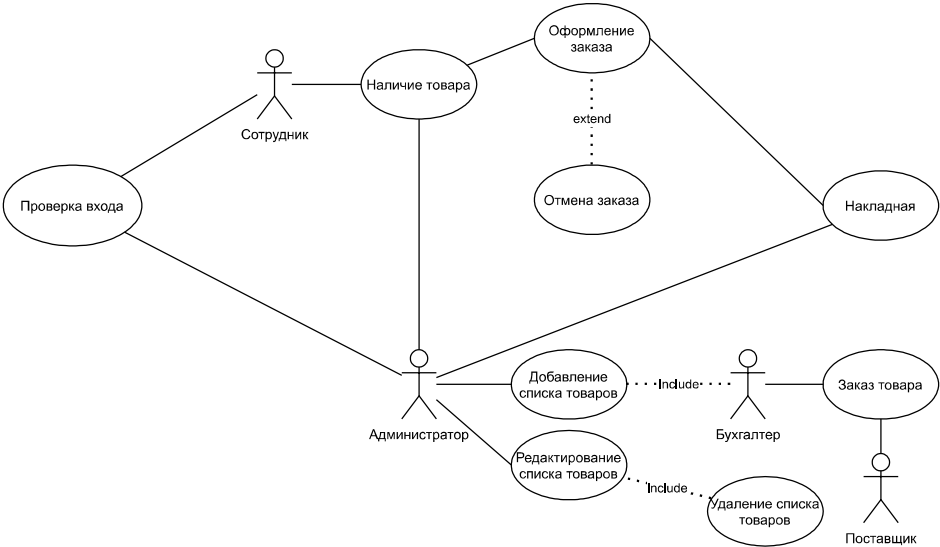 Оформление
заказа
Наличие товара
Сотрудник
extend
Проверка входа
Отмена заказа
Накладная
Добавление
списка товаров
Include
Заказ товара
Администратор
Бухгалтер
Редактирование
списка товаров
Include
Удаление списка
товаров
Поставщик